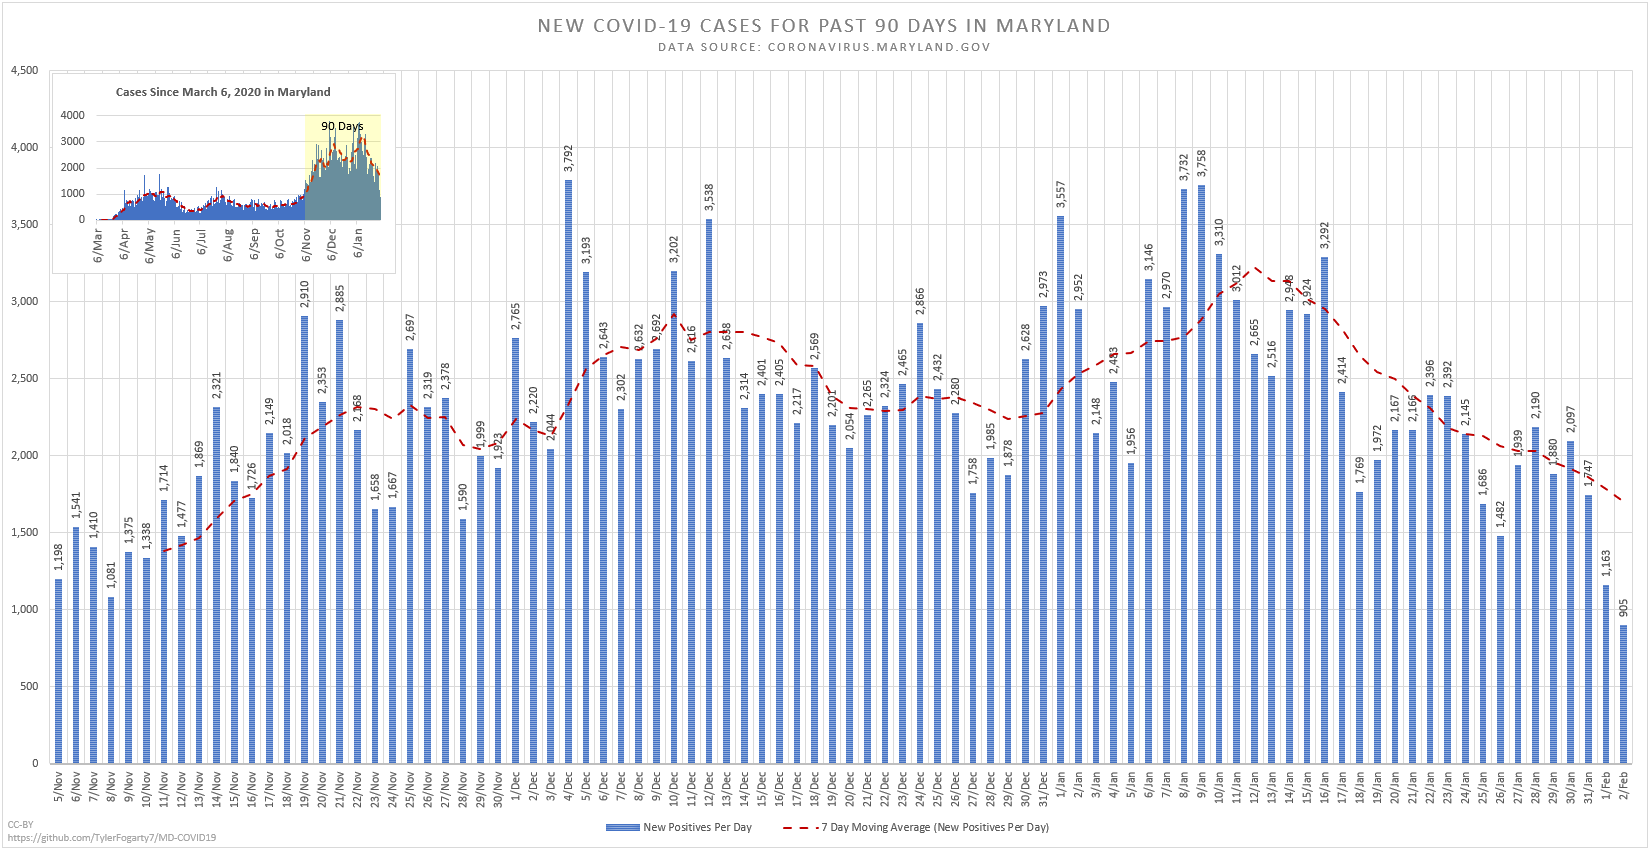 NEW COVID-19 CASES FOR PAST 90 DAYS IN MARYLAND
DATA SOURCE: CORONAVIRUS.MARYLAND.GOV
4,500
4,000
3,500
3,000
2,500
2,000
1,500
1,000
500
0
Cases Since March 6, 2020 in Maryland
90 Days
4000
3000
2000
1000
0
6/Mar
6/Apr
6/May
6/Jun
6/Jul
6/Aug
6/Sep
6/Oct
6/Nov
6/Dec
6/Jan
1,198
1,541
1,410
1,081
1,375
1,338
1,714
1,477
1,869
2,321
1,840
1,726
2,149
2,018
2,910
2,353
2,885
2,168
1,658
1,667
2,697
2,319
2,378
1,590
1,999
1,923
2,765
2,220
2,044
3,792
3,193
2,643
2,302
2,632
2,692
3,202
2,616
3,538
2,638
2,314
2,401
2,405
2,217
2,569
2,201
2,054
2,265
2,324
2,465
2,866
2,432
2,280
1,758
1,985
1,878
2,628
2,973
3,557
2,952
2,148
2,483
1,956
3,146
2,970
3,732
3,758
3,310
3,012
2,665
2,516
2,948
2,924
3,292
2,414
1,769
1,972
2,167
2,166
2,396
2,392
2,145
1,686
1,482
1,939
2,190
1,880
2,097
1,747
1,163
905
5/Nov
6/Nov
7/Nov
8/Nov
9/Nov
10/Nov
11/Nov
12/Nov
13/Nov
14/Nov
15/Nov
16/Nov
17/Nov
18/Nov
19/Nov
20/Nov
21/Nov
22/Nov
23/Nov
24/Nov
25/Nov
26/Nov
27/Nov
28/Nov
29/Nov
30/Nov
1/Dec
2/Dec
3/Dec
4/Dec
5/Dec
6/Dec
7/Dec
8/Dec
9/Dec
10/Dec
11/Dec
12/Dec
13/Dec
14/Dec
15/Dec
16/Dec
17/Dec
18/Dec
19/Dec
20/Dec
21/Dec
22/Dec
23/Dec
24/Dec
25/Dec
26/Dec
27/Dec
28/Dec
29/Dec
30/Dec
31/Dec
1/Jan
2/Jan
3/Jan
4/Jan
5/Jan
6/Jan
7/Jan
8/Jan
9/Jan
10/Jan
11/Jan
12/Jan
13/Jan
14/Jan
15/Jan
16/Jan
17/Jan
18/Jan
19/Jan
20/Jan
21/Jan
22/Jan
23/Jan
24/Jan
25/Jan
26/Jan
27/Jan
28/Jan
29/Jan
30/Jan
31/Jan
1/Feb
2/Feb
New Positives Per Day
7 Day Moving Average (New Positives Per Day)
CC-BY
https://github.com/TylerFogarty7/MD-COVID19